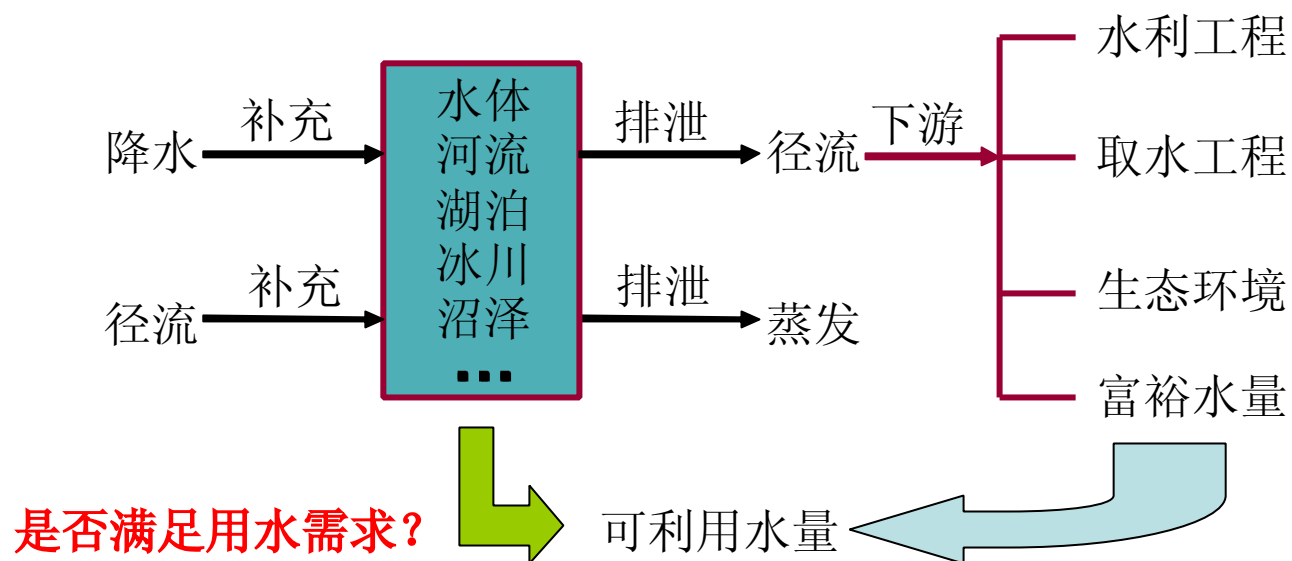 降水
补充
径流
补充
水体
河流
湖泊
冰川
沼泽
...
排泄
径流
下游
排泄
蒸发
水利工程
取水工程
生态环境
富裕水量
是否满足用水需求？
可利用水量